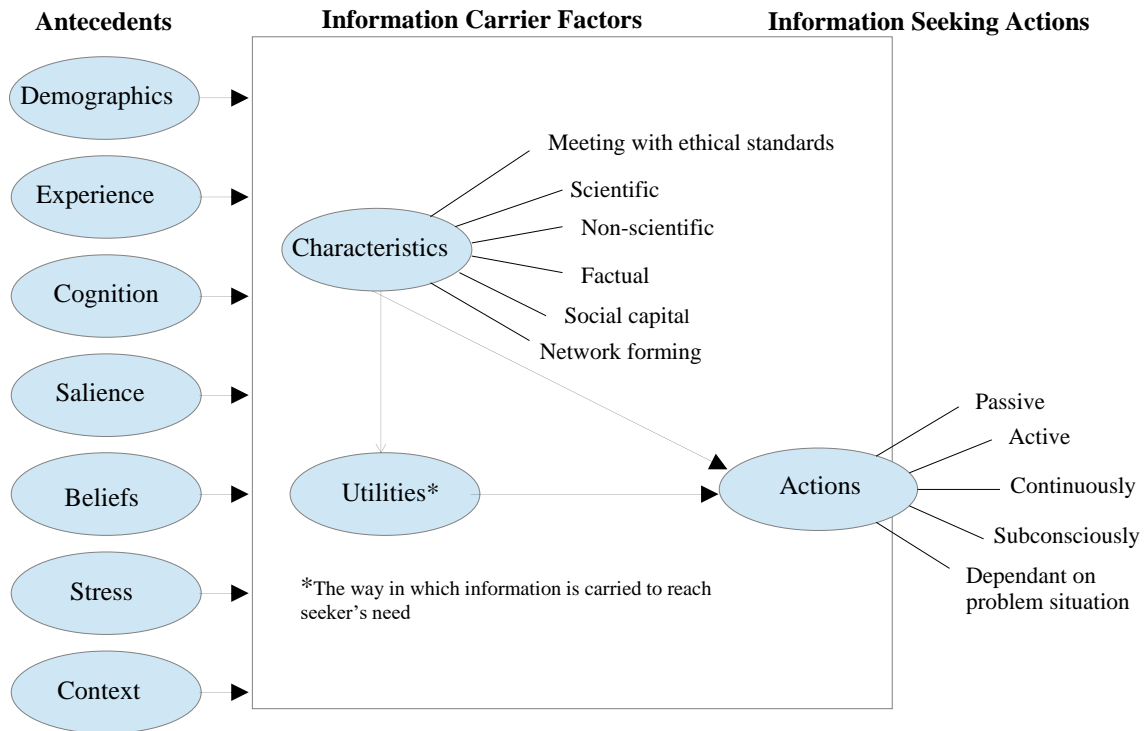 Antecedents
Information Carrier Factors
Information Seeking Actions
Demographics
Experience
Cognition
Salience
Beliefs
Stress
Context
Characteristics
Meeting with ethical standards
Scientific
Non-scientific
Factual
Social capital
Network forming
Utilities*
*The way in which information is carried to reach
seeker's need
Actions
Passive
Active
Continuously
Subconsciously
Dependant on
problem situation